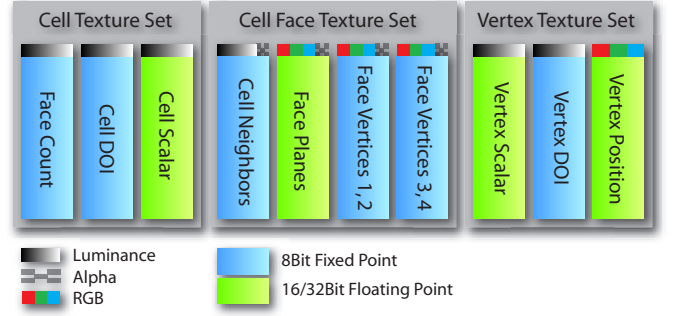 Cell Texture Set
Cell Face Texture Set
Vertex Texture Set
Face Count
Cell DOI
Cell Scalar
Cell Neighbors
Face Planes
Face Vertices 1, 2
Face Vertices 3, 4
Vertex Scalar
Vertex DOI
Vertex Position
Luminance
Alpha
RGB
8Bit Fixed Point
16/32Bit Floating Point